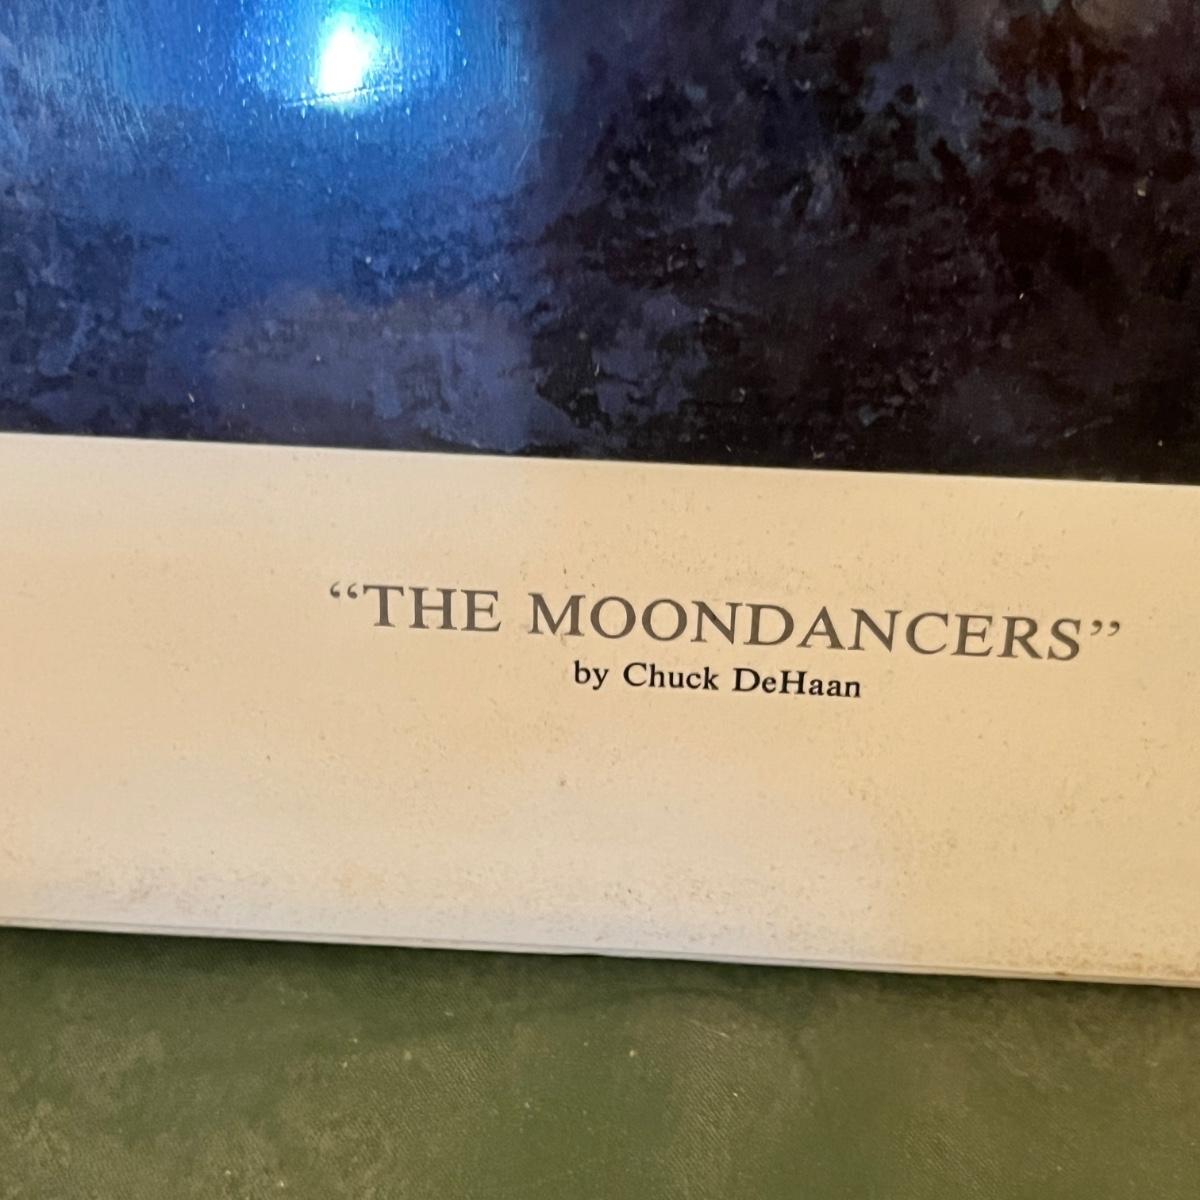 “THE MOONDANCERS”
by Chuck DeHaan